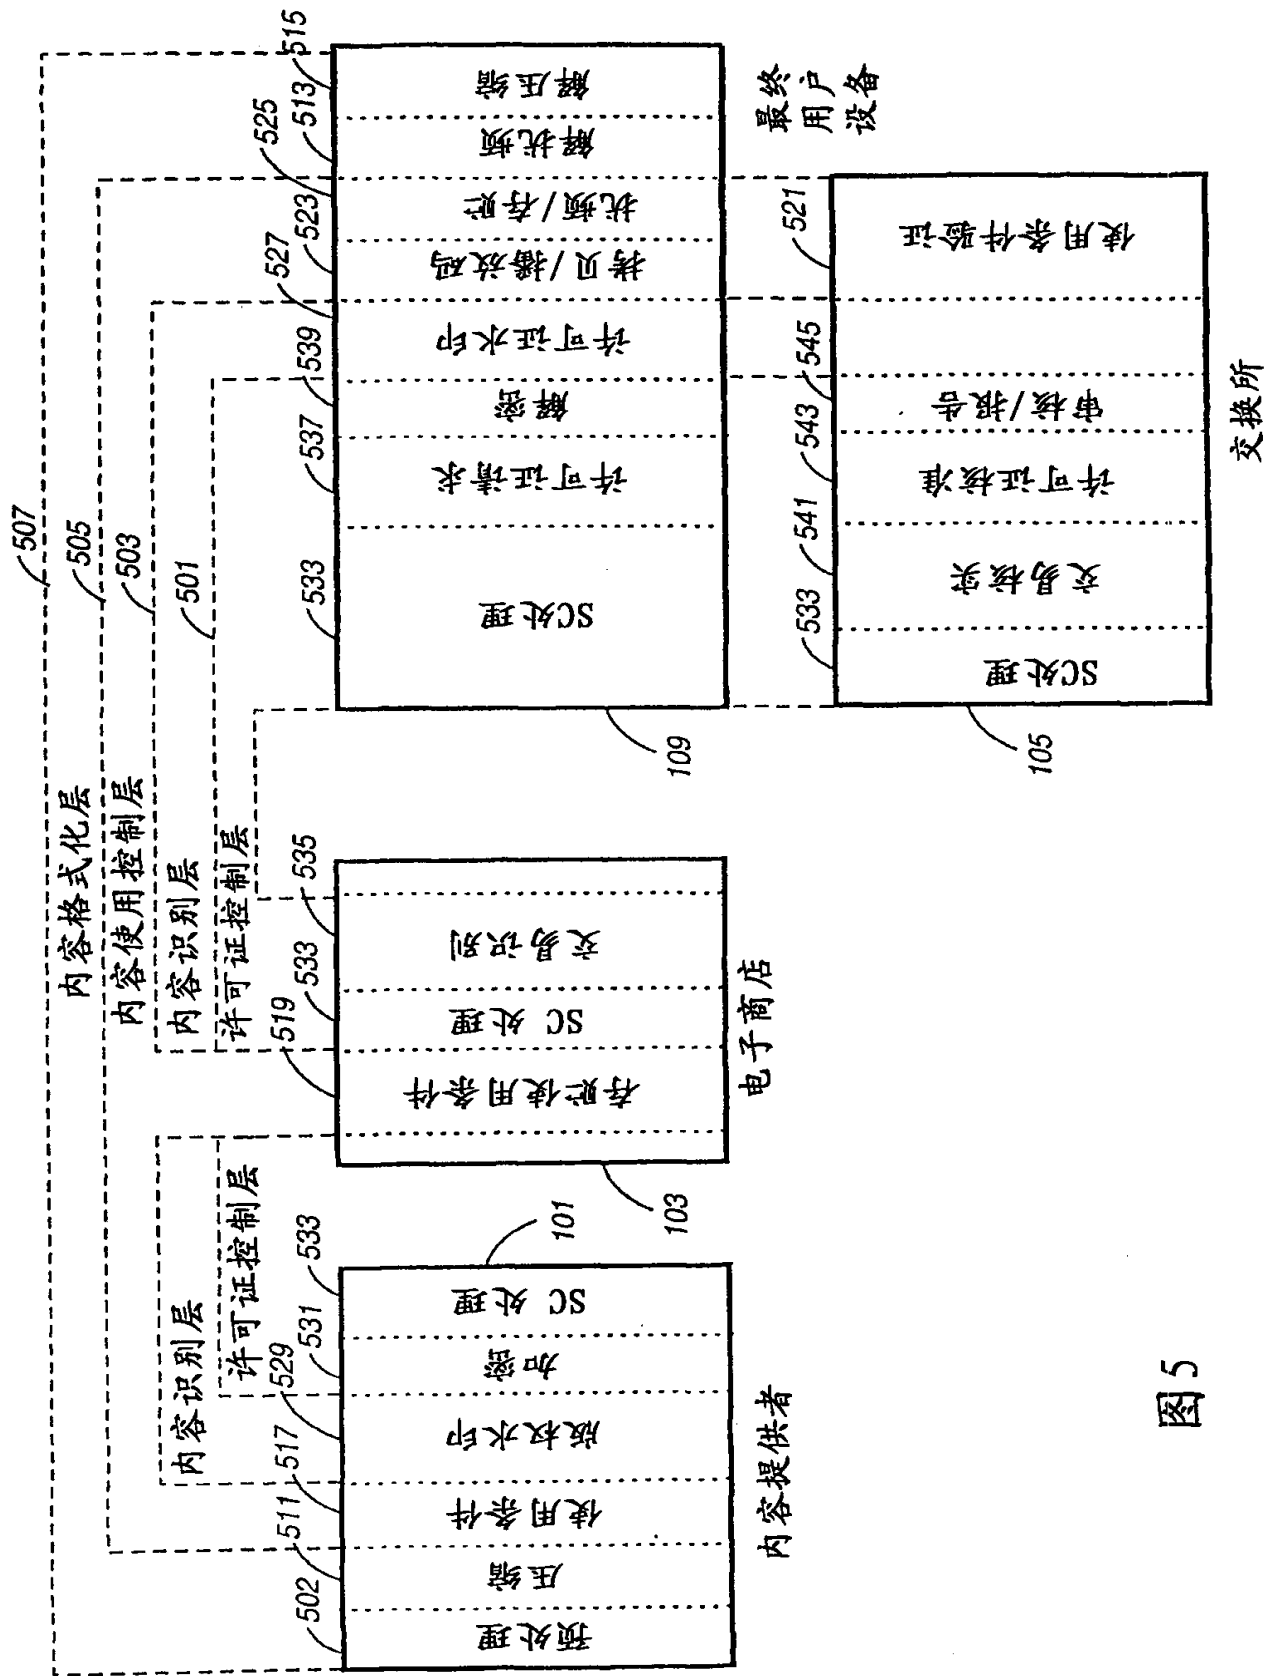 507
内容格式化层
505
内容使用控制层
503
内容识别层
501
许可证控制层
内容识别层
许可证控制层
502
511
517
529
531
533
预处理
压缩
使用条件
版权水印
加密
SC 处理
101
内容提供者
519
533
535
存贮使用条件
SC 处理
交易识别
103
电子商店
533
537
539
527
523
525
513
515
SC处理
许可证请求
解密
许可证水印
拷贝/播放码
扰频/存贮
解扰频
解压缩
109
最终
用户
设备
533
541
543
545
521
SC处理
交易核实
许可证核准
审核/报告
使用条件验证
105
交换所
图5